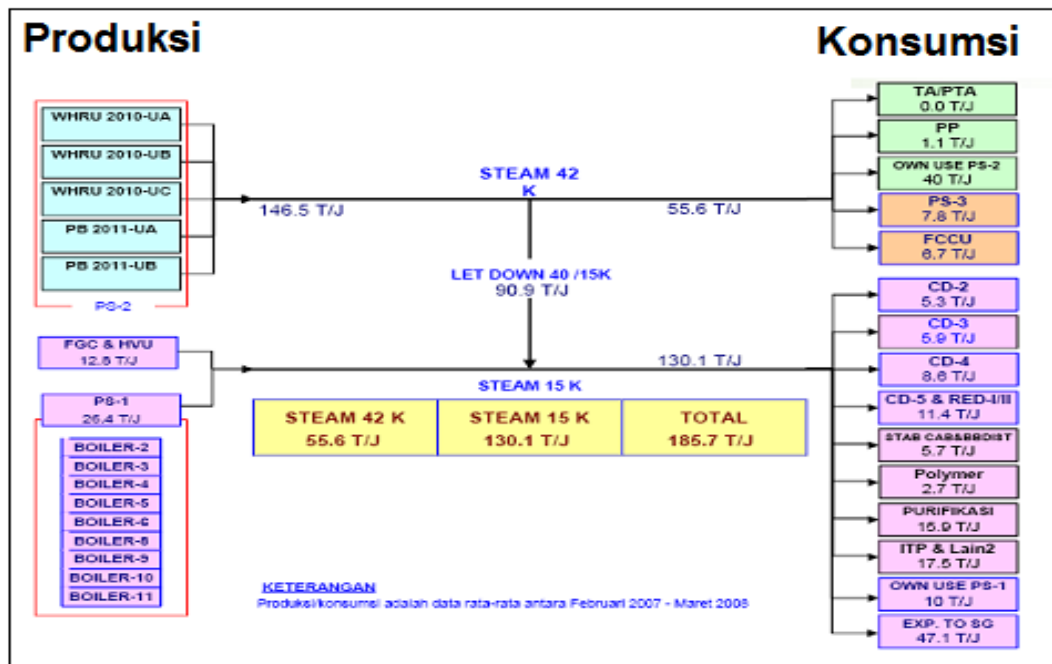 Produksi
Konsumsi
WHRU 2010-UA
WHRU 2010-UB
WHRU 2010-UC
PB 2011-UA
PB 2011-UB
PS-2
FGC & HVU
12.8 T/J
PS-1
26.4 T/J
BOILER-2
BOILER-3
BOILER-4
BOILER-5
BOILER-6
BOILER-8
BOILER-9
BOILER-10
BOILER-11
STEAM 42
K
146.5 T/J
55.6 T/J
LET DOWN 40 /15K
90.9 T/J
130.1 T/J
STEAM 15 K
STEAM 42 K
55.6 T/J
STEAM 15 K
130.1 T/J
TOTAL
185.7 T/J
KETERANGAN
Produksi/konsumsi adalah data rata-rata antara Februari 2007 - Maret 2008
TA/PTA
0.0 T/J
PP
1.1 T/J
OWN USE PS-2
40 T/J
PS-3
7.8 T/J
FCCU
6.7 T/J
CD-2
5.3 T/J
CD-3
5.9 T/J
CD-4
8.6 T/J
CD-5 & RED-I/II
11.4 T/J
STAB CAB&BBDIST
5.7 T/J
Polymer
2.7 T/J
PURIFIKASI
15.9 T/J
ITP & Lain2
17.5 T/J
OWN USE PS-1
10 T/J
EXP. TO SG
47.1 T/J